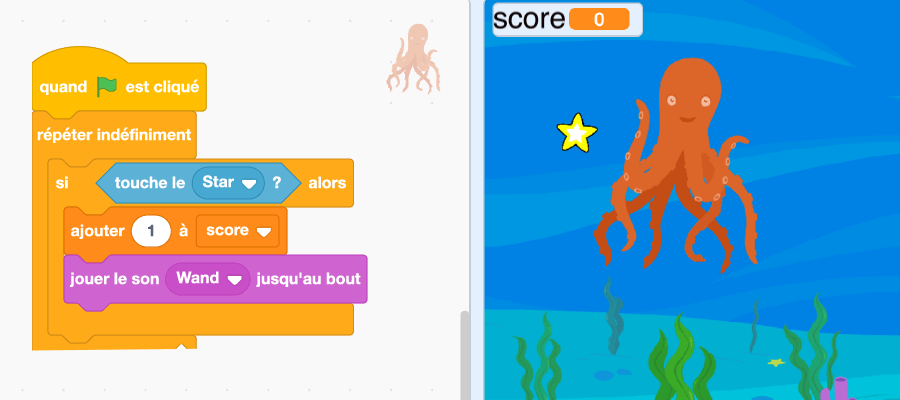 quand est cliqué
répéter indéfiniment
si touche le Star ? alors
ajouter 1 à score
jouer le son Wand jusqu'au bout
score 0